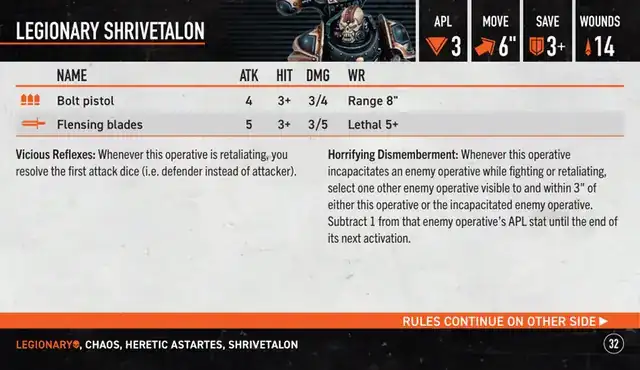 LEGIONARY SHRIVETALON
APL 3
MOVE 6"
SAVE 3+
WOUNDS 14
NAME ATK HIT DMG WR
Bolt pistol 4 3+ 3/4 Range 8"
Flensing blades 5 3+ 3/5 Lethal 5+
Vicious Reflexes: Whenever this operative is retaliating, you
resolve the first attack dice (i.e. defender instead of attacker).
Horrifying Dismemberment: Whenever this operative
incapacitates an enemy operative while fighting or retaliating,
select one other enemy operative visible to and within 3" of
either this operative or the incapacitated enemy operative.
Subtract 1 from that enemy operative's APL stat until the end of
its next activation.
RULES CONTINUE ON OTHER SIDE ▶
LEGIONARY, CHAOS, HERETIC ASTARTES, SHRIVETALON
32